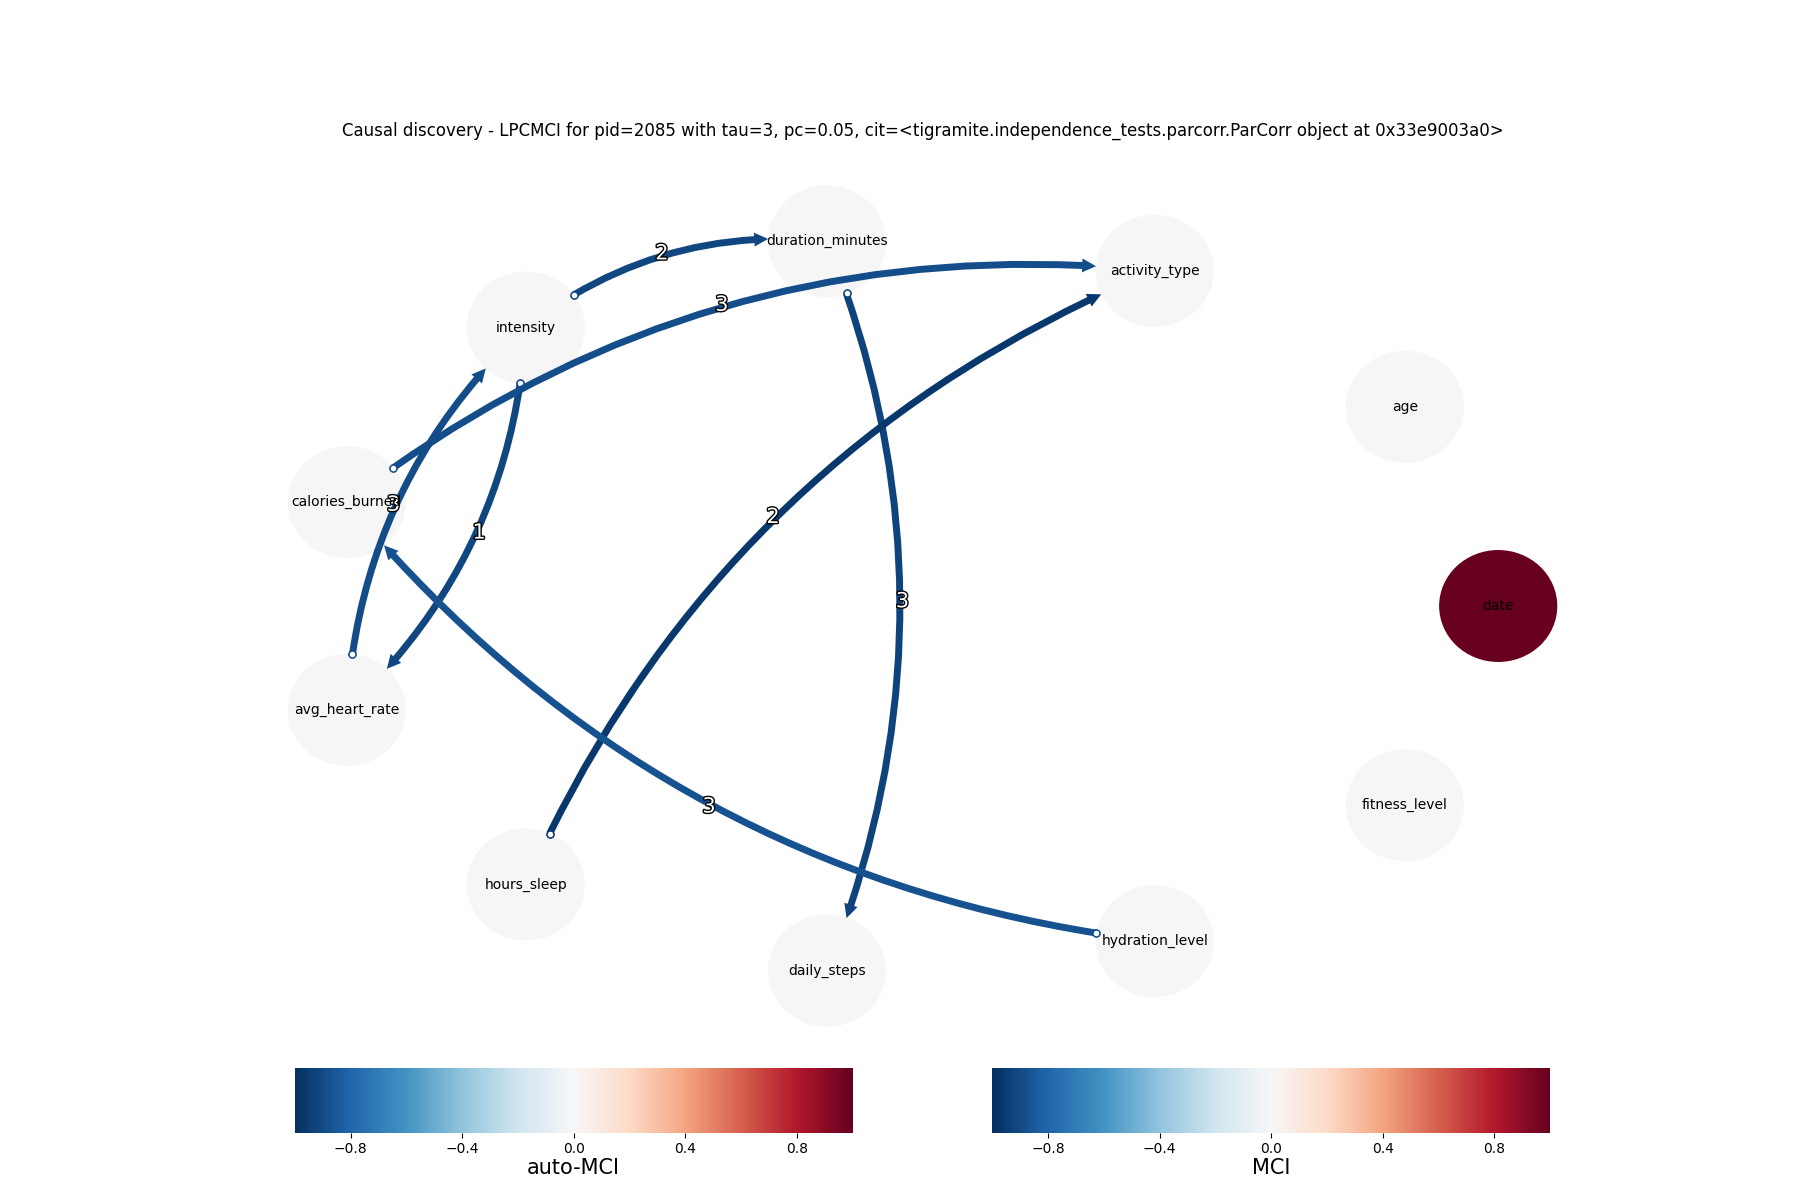 Causal discovery - LPCMCI for pid=2085 with tau=3, pc=0.05, cit=<tigramite.independence_tests.parcorr.ParCorr object at 0x33e9003a0>
duration_minutes
2
activity_type
3
intensity
age
calories_burned
3
2
1
3
date
avg_heart_rate
3
fitness_level
hours_sleep
hydration_level
daily_steps
−0.8 −0.4 0.0 0.4 0.8
auto-MCI
−0.8 −0.4 0.0 0.4 0.8
MCI